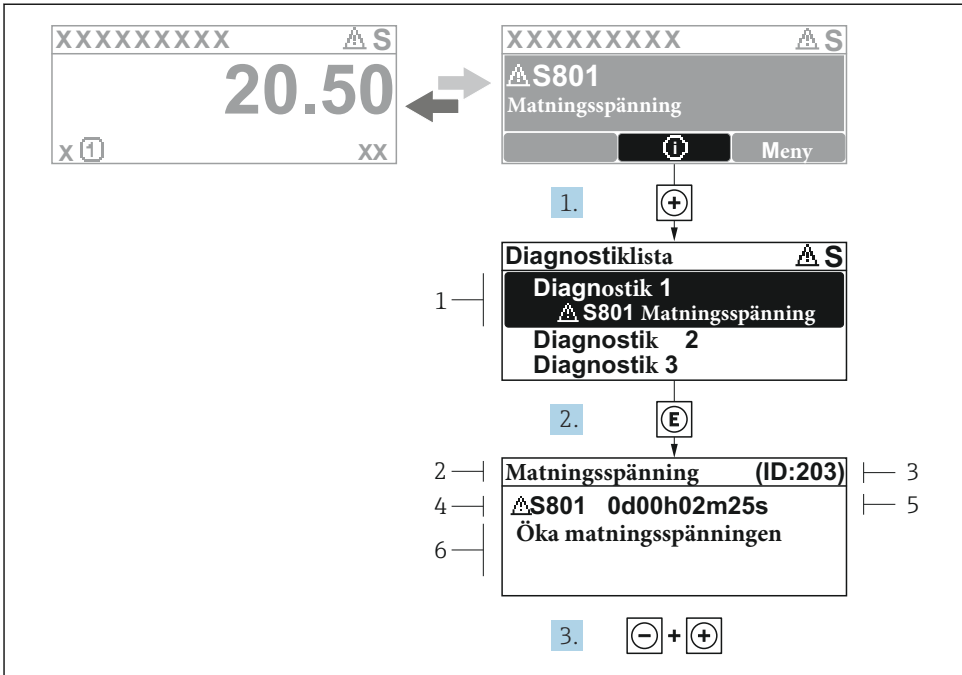 XXXXXXXXX S
20.50
X 1 XX
XXXXXXXXX S
S801
Matningsspänning
i Meny
1. +
Diagnostiklista S
1
Diagnostik 1
S801 Matningsspänning
Diagnostik 2
Diagnostik 3
2. E
2 Matningsspänning (ID:203) 3
4 S801 0d00h02m25s 5
6 Öka matningsspänningen
3. - + +